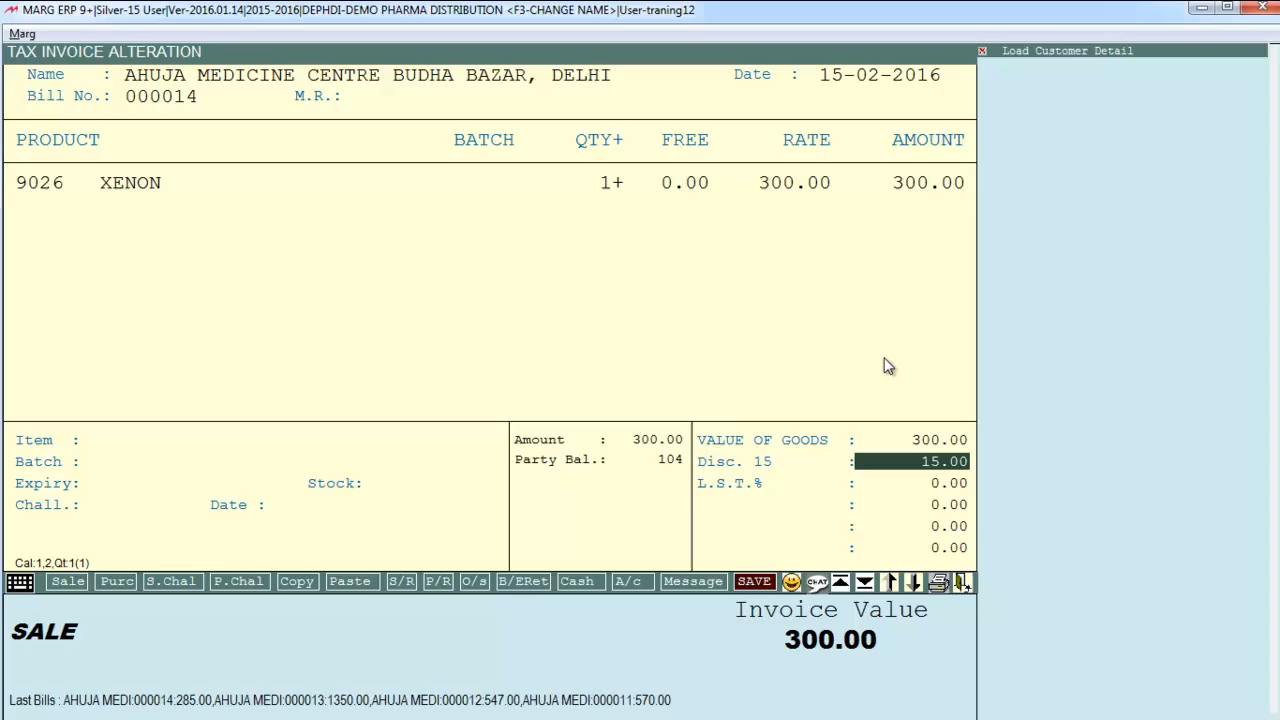 MARG ERP 9+|Silver-15 User|Ver-2016.01.14|2015-2016|DEPHDI-DEMO PHARMA DISTRIBUTION <F3-CHANGE NAME>|User-traning12
Marg
TAX INVOICE ALTERATION
Load Customer Detail
Name : AHUJA MEDICINE CENTRE BUDHA BAZAR, DELHI Date : 15-02-2016
Bill No.: 000014 M.R.:
PRODUCT BATCH QTY+ FREE RATE AMOUNT
9026 XENON 1+ 0.00 300.00 300.00
Item : Amount : 300.00 VALUE OF GOODS : 300.00
Batch : Party Bal.: 104 Disc. 15 : 15.00
Expiry: Stock: L.S.T.% : 0.00
Chall.: Date : : 0.00
: 0.00
: 0.00
Cal:1,2,Qt:1(1)
Sale Purc S.Chal P.Chal Copy Paste S/R P/R O/s B/ERet Cash A/c Message SAVE CHAT
Invoice Value
SALE 300.00
Last Bills : AHUJA MEDI:000014:285.00,AHUJA MEDI:000013:1350.00,AHUJA MEDI:000012:547.00,AHUJA MEDI:000011:570.00